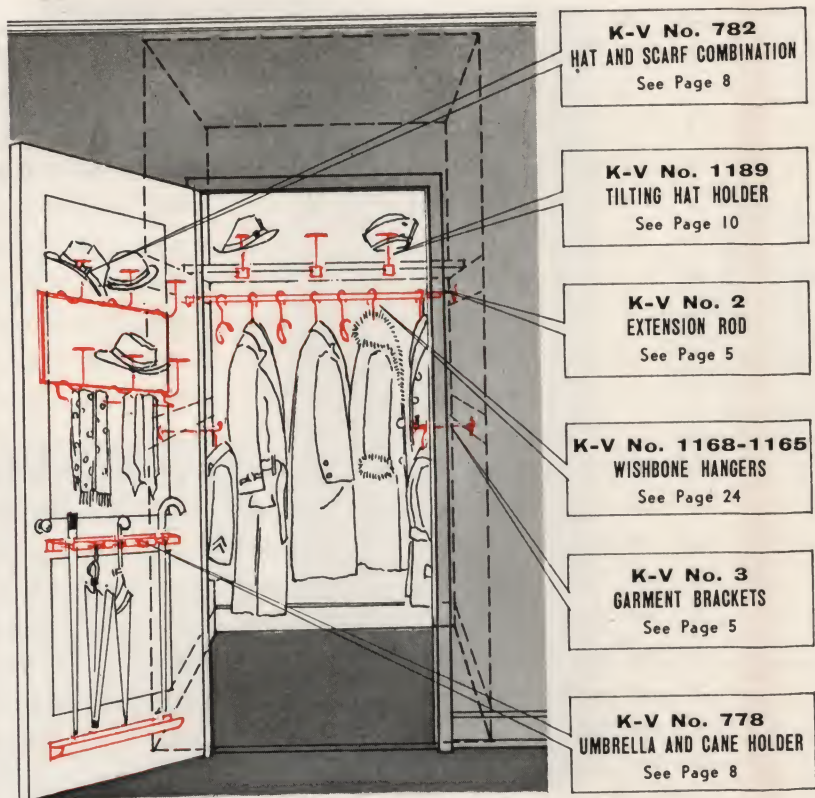 K-V No. 782
HAT AND SCARF COMBINATION
See Page 8
K-V No. 1189
TILTING HAT HOLDER
See Page 10
K-V No. 2
EXTENSION ROD
See Page 5
K-V No. 1168-1165
WISHBONE HANGERS
See Page 24
K-V No. 3
GARMENT BRACKETS
See Page 5
K-V No. 778
UMBRELLA AND CANE HOLDER
See Page 8